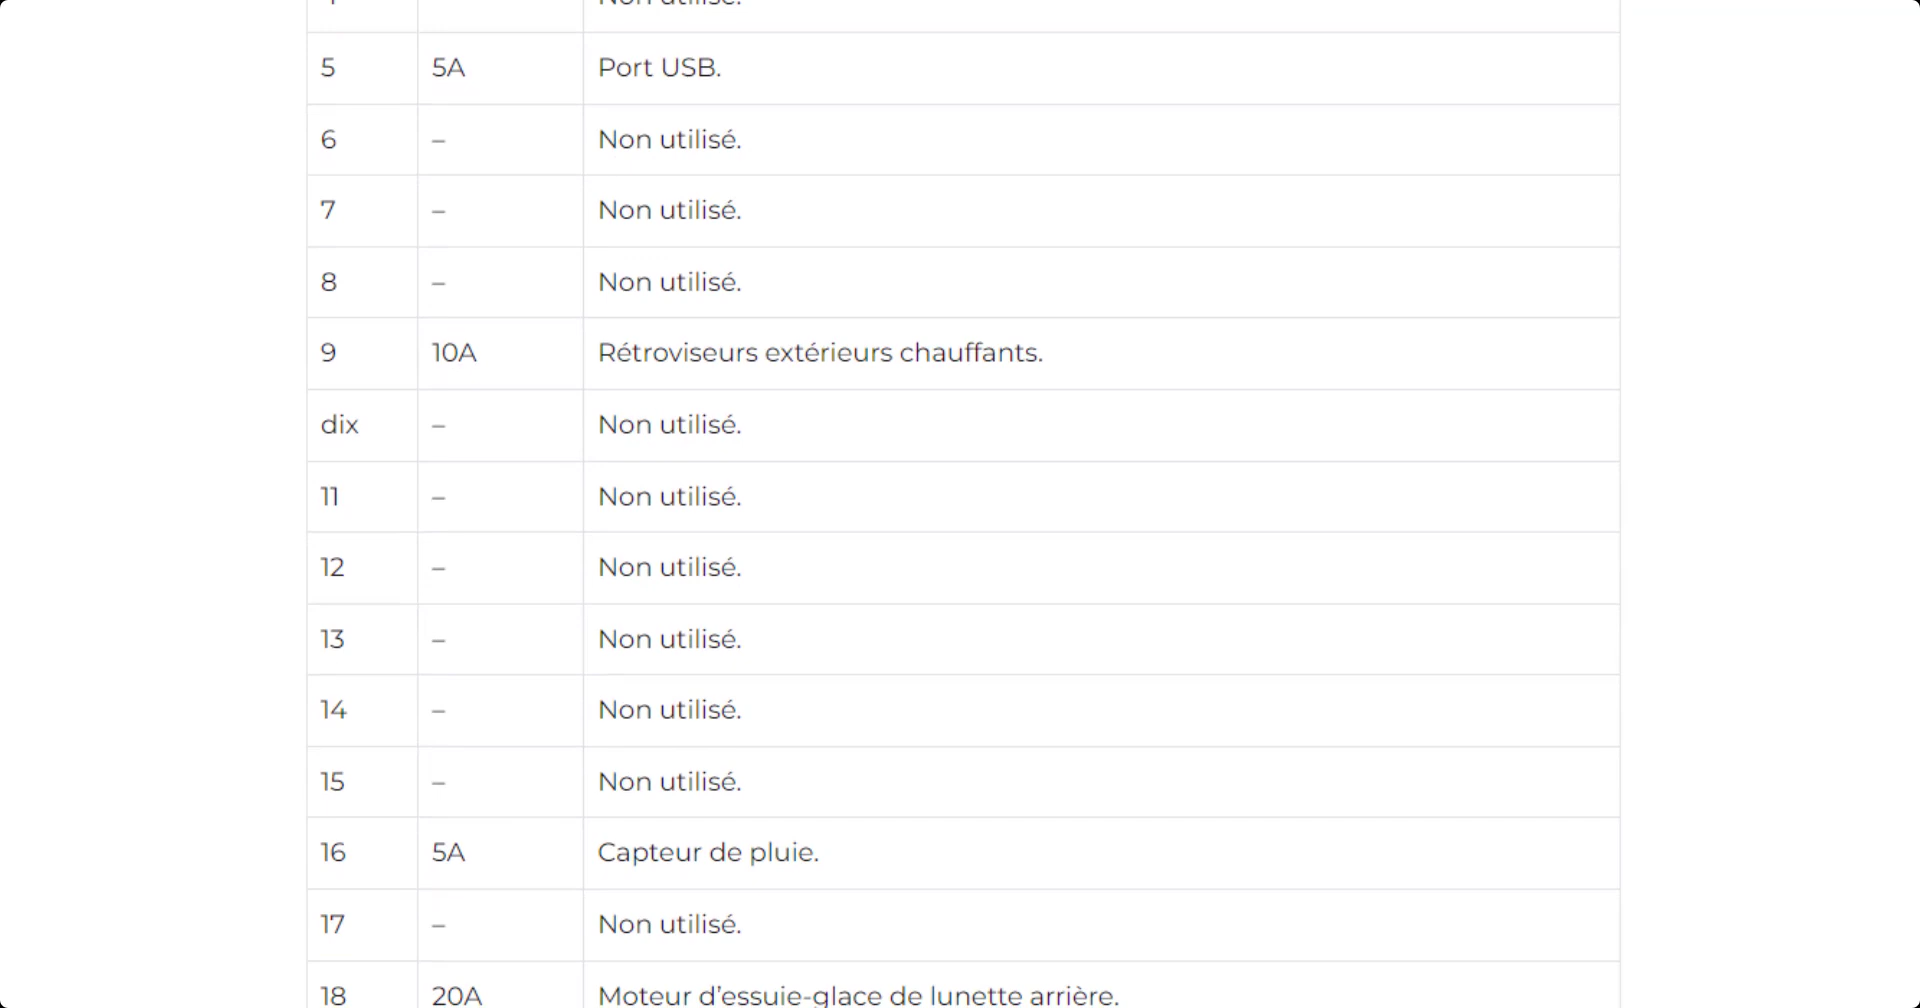 Non utilisé.
5 5A Port USB.
6 – Non utilisé.
7 – Non utilisé.
8 – Non utilisé.
9 10A Rétroviseurs extérieurs chauffants.
dix – Non utilisé.
11 – Non utilisé.
12 – Non utilisé.
13 – Non utilisé.
14 – Non utilisé.
15 – Non utilisé.
16 5A Capteur de pluie.
17 – Non utilisé.
18 20A Moteur d’essuie-glace de lunette arrière.